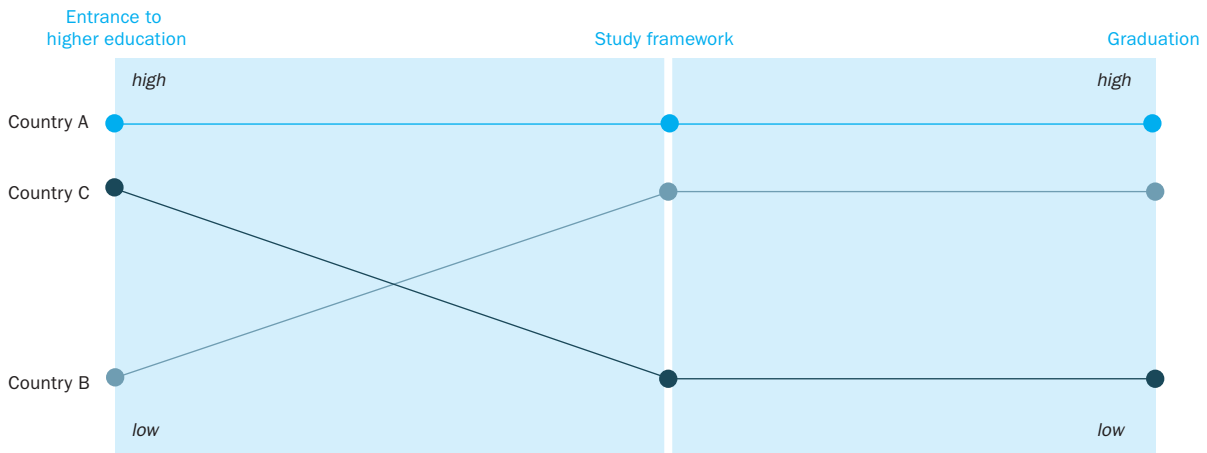 Entrance to
higher education
Study framework
Graduation
high
high
Country A
Country C
Country B
low
low